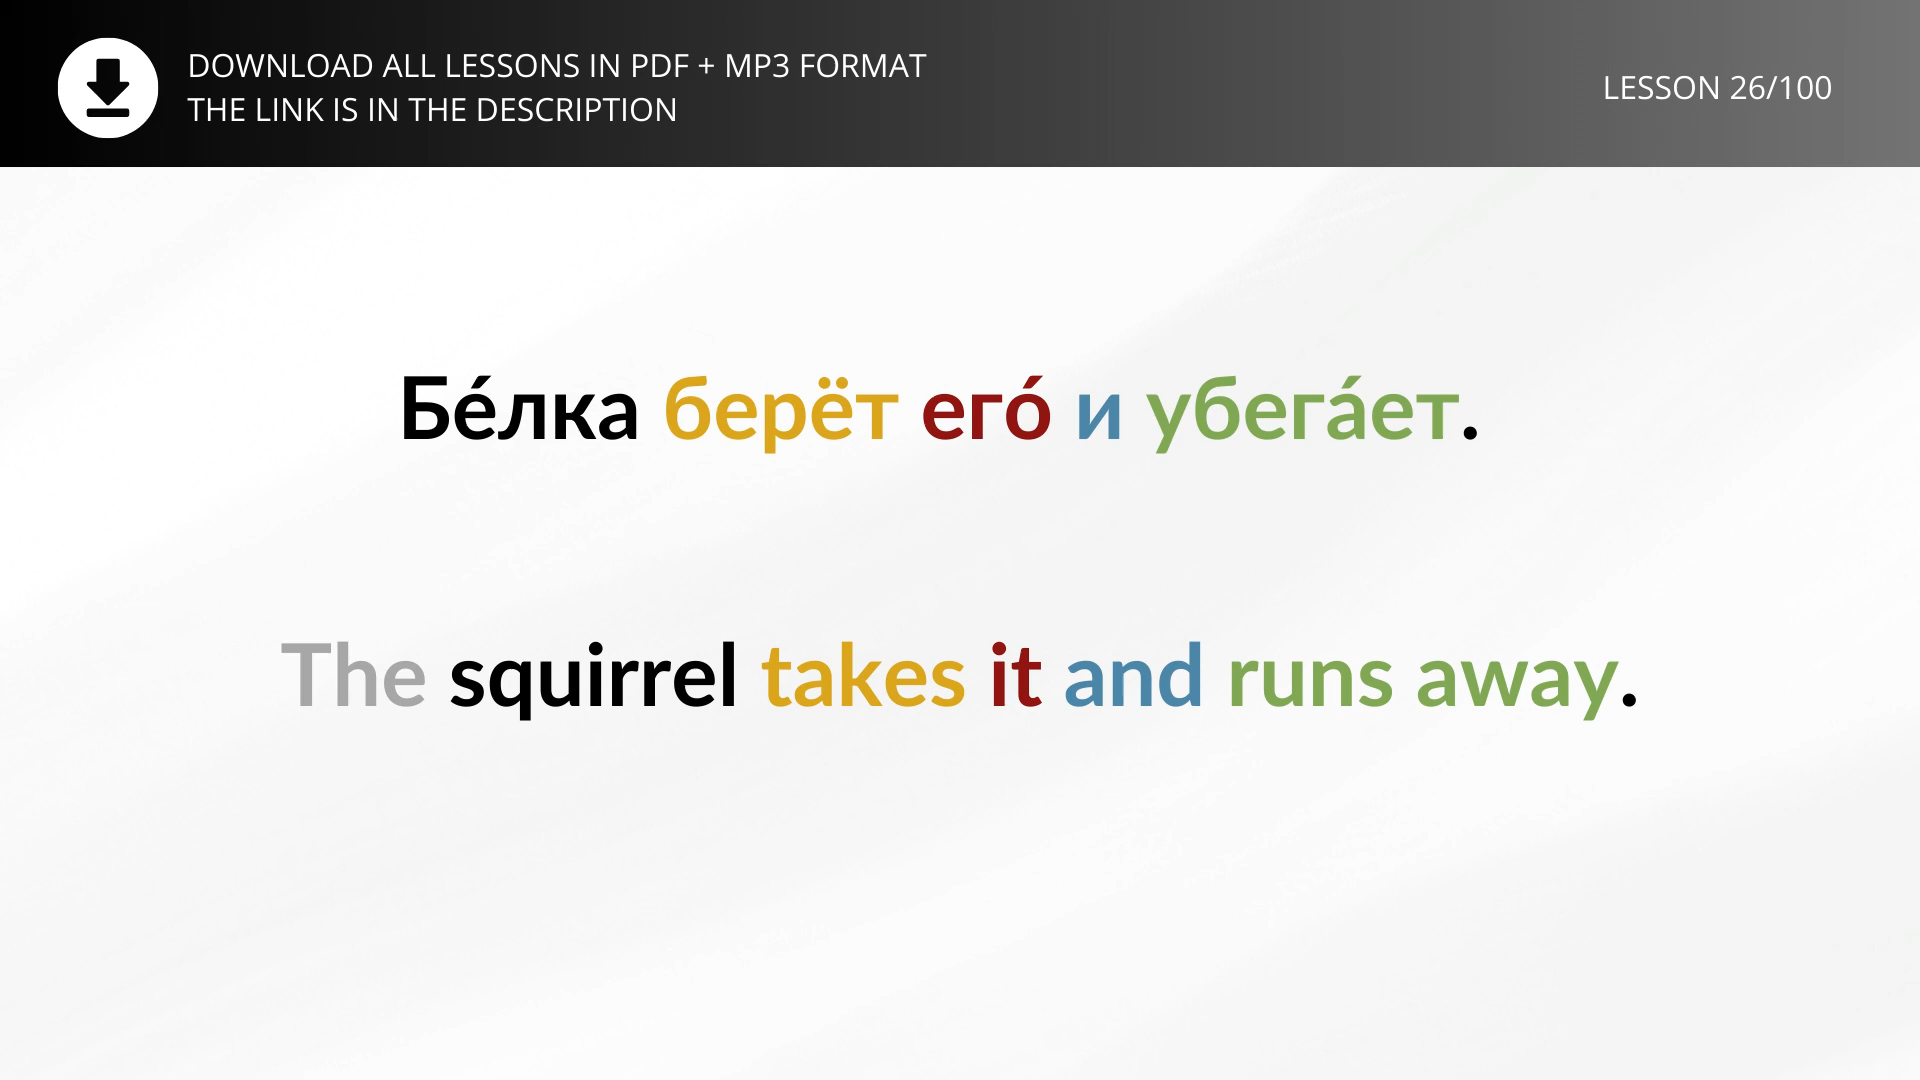 DOWNLOAD ALL LESSONS IN PDF + MP3 FORMAT
THE LINK IS IN THE DESCRIPTION
LESSON 26/100
Бе́лка берёт его́ и убега́ет.
The squirrel takes it and runs away.